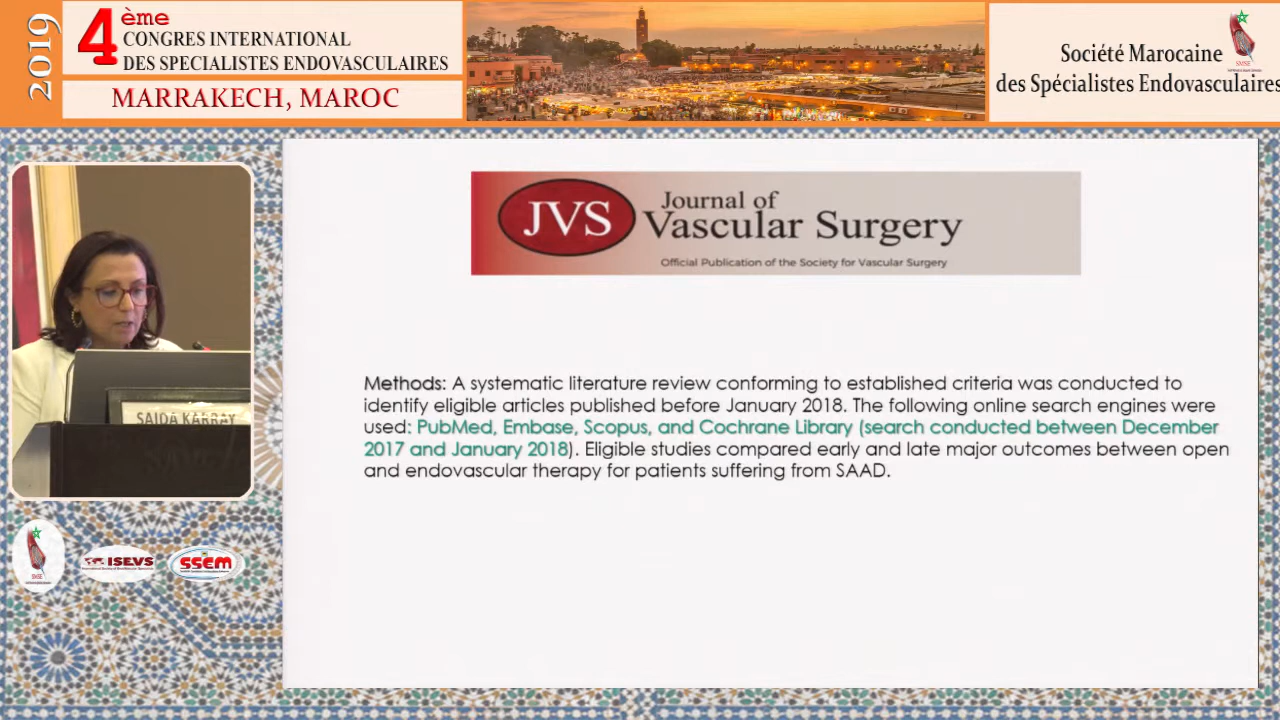 2019
4ème
CONGRES INTERNATIONAL
DES SPECIALISTES ENDOVASCULAIRES
MARRAKECH, MAROC
Société Marocaine
des Spécialistes Endovasculaires
SMSE
JVS
Journal of
Vascular Surgery
Official Publication of the Society for Vascular Surgery
Methods: A systematic literature review conforming to established criteria was conducted to
identify eligible articles published before January 2018. The following online search engines were
used: PubMed, Embase, Scopus, and Cochrane Library (search conducted between December
2017 and January 2018). Eligible studies compared early and late major outcomes between open
and endovascular therapy for patients suffering from SAAD.
SAIDA KARRAY
SMSE
ISEVS
SSEM